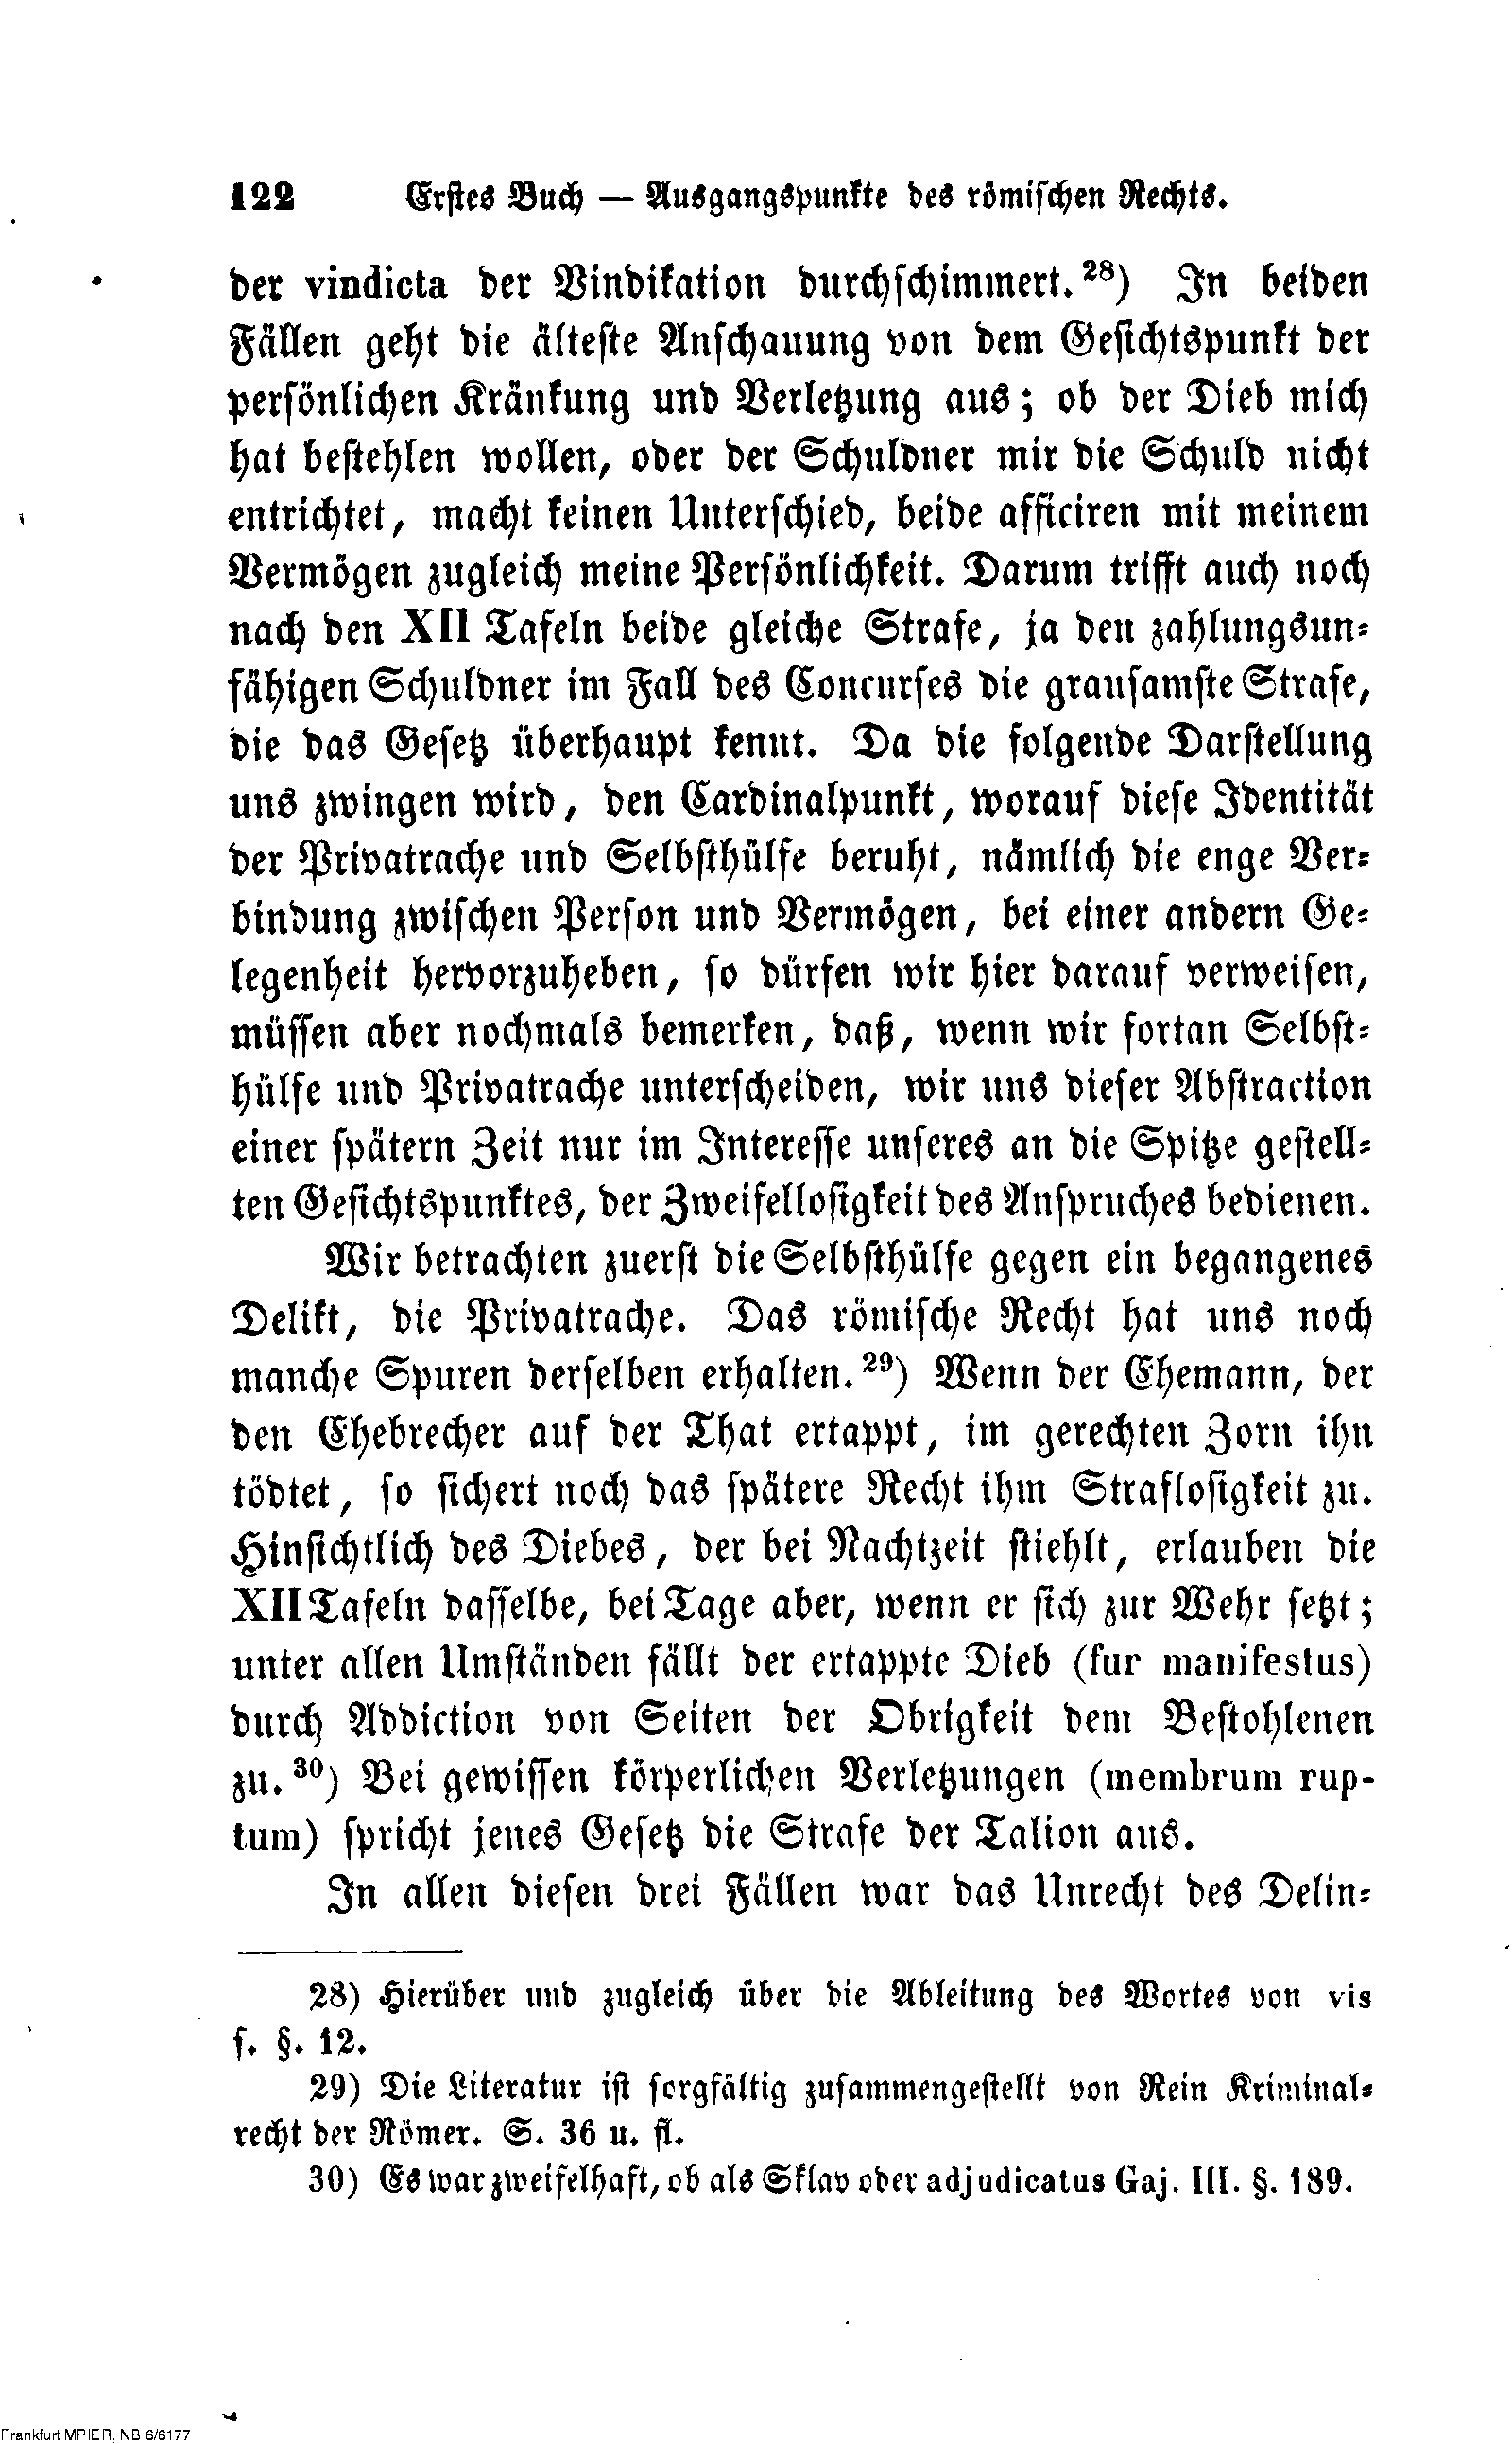 122 Erstes Buch — Ausgangspunkte des römischen Rechts.
der vindicta der Vindikation durchschimmert.²⁸) In beiden
Fällen geht die älteste Anschauung von dem Gesichtspunkt der
persönlichen Kränkung und Verletzung aus; ob der Dieb mich
hat bestehlen wollen, oder der Schuldner mir die Schuld nicht
entrichtet, macht keinen Unterschied, beide afficiren mit meinem
Vermögen zugleich meine Persönlichkeit. Darum trifft auch noch
nach den XII Tafeln beide gleiche Strafe, ja den zahlungsun-
fähigen Schuldner im Fall des Concurses die grausamste Strafe,
die das Gesetz überhaupt kennt. Da die folgende Darstellung
uns zwingen wird, den Cardinalpunkt, worauf diese Identität
der Privatrache und Selbsthülfe beruht, nämlich die enge Ver-
bindung zwischen Person und Vermögen, bei einer andern Ge-
legenheit hervorzuheben, so dürfen wir hier darauf verweisen,
müssen aber nochmals bemerken, daß, wenn wir fortan Selbst-
hülfe und Privatrache unterscheiden, wir uns dieser Abstraction
einer spätern Zeit nur im Interesse unseres an die Spitze gestell-
ten Gesichtspunktes, der Zweifellosigkeit des Anspruches bedienen.
Wir betrachten zuerst die Selbsthülfe gegen ein begangenes
Delikt, die Privatrache. Das römische Recht hat uns noch
manche Spuren derselben erhalten.²⁹) Wenn der Ehemann, der
den Ehebrecher auf der That ertappt, im gerechten Zorn ihn
tödtet, so sichert noch das spätere Recht ihm Straflosigkeit zu.
Hinsichtlich des Diebes, der bei Nachtzeit stiehlt, erlauben die
XII Tafeln dasselbe, bei Tage aber, wenn er sich zur Wehr setzt;
unter allen Umständen fällt der ertappte Dieb (fur manifestus)
durch Addiction von Seiten der Obrigkeit dem Bestohlenen
zu.³⁰) Bei gewissen körperlichen Verletzungen (membrum rup-
tum) spricht jenes Gesetz die Strafe der Talion aus.
In allen diesen drei Fällen war das Unrecht des Delin-
28) Hierüber und zugleich über die Ableitung des Wortes von vis
s. §. 12.
29) Die Literatur ist sorgfältig zusammengestellt von Rein Kriminal-
recht der Römer. S. 36 u. fl.
30) Es war zweifelhaft, ob als Sklav oder adjudicatus Gaj. III. §. 189.
Frankfurt MPIER, NB 6/6177